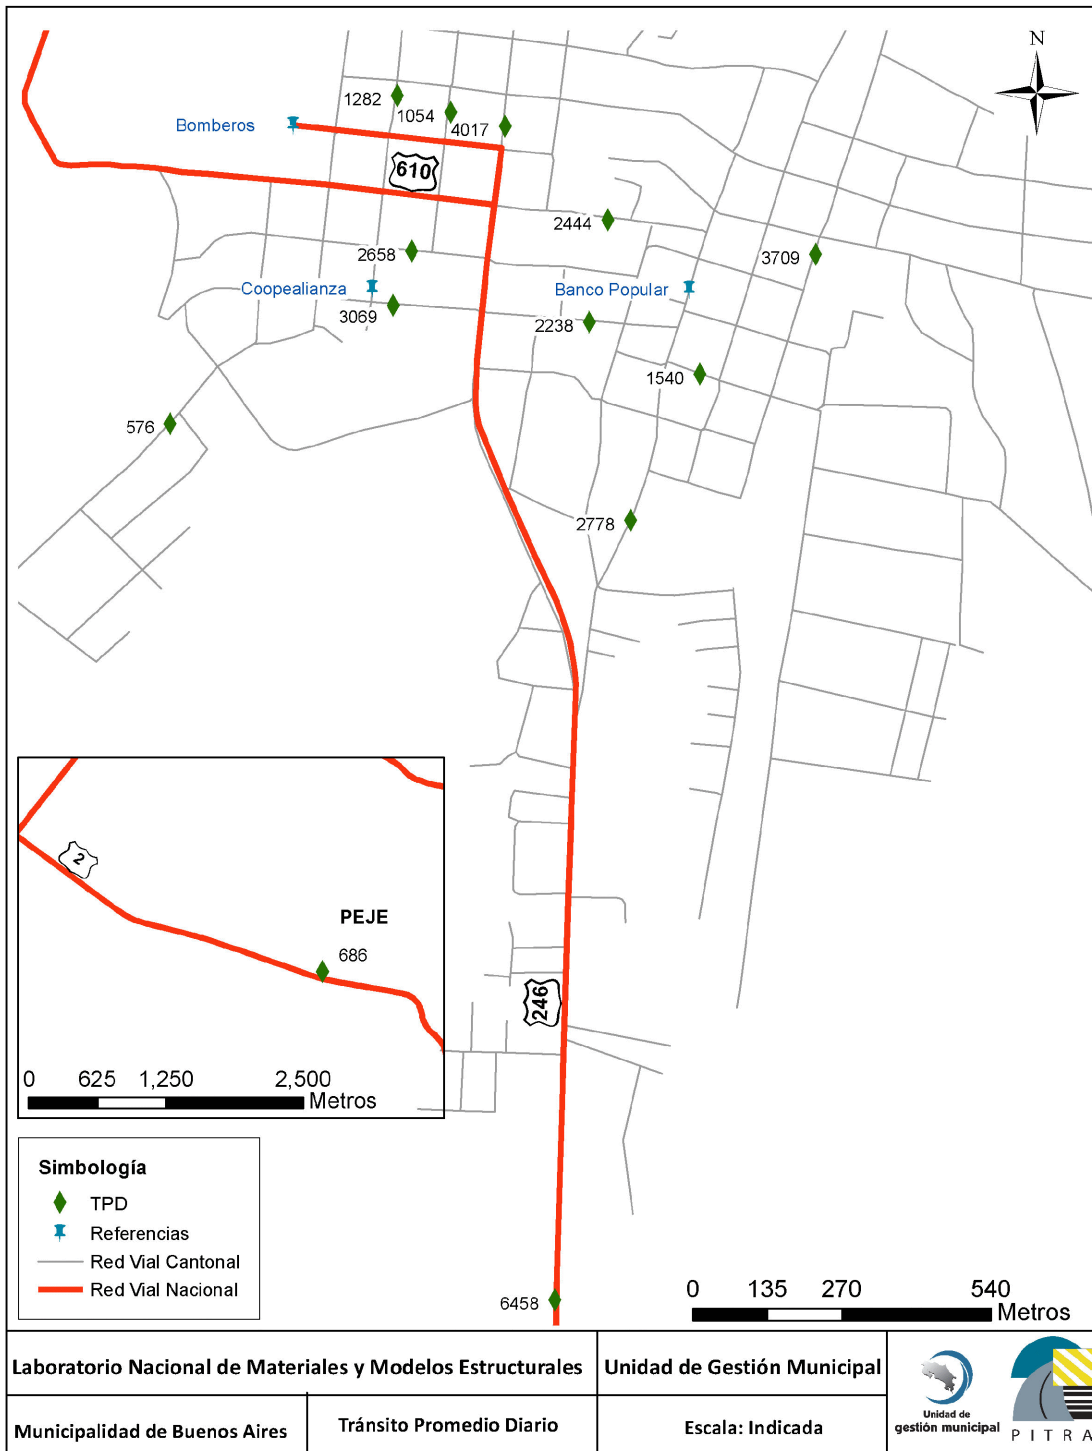 N
1282
1054
4017
Bomberos
610
2444
2658
3709
Coopealianza
Banco Popular
3069
2238
1540
576
2778
2
PEJE
686
246
0 625 1,250 2,500
Metros
Simbología
TPD
Referencias
Red Vial Cantonal
Red Vial Nacional
6458
0 135 270 540
Metros
Laboratorio Nacional de Materiales y Modelos Estructurales
Unidad de Gestión Municipal
Municipalidad de Buenos Aires
Tránsito Promedio Diario
Escala: Indicada
Unidad de
gestión municipal
PITRA